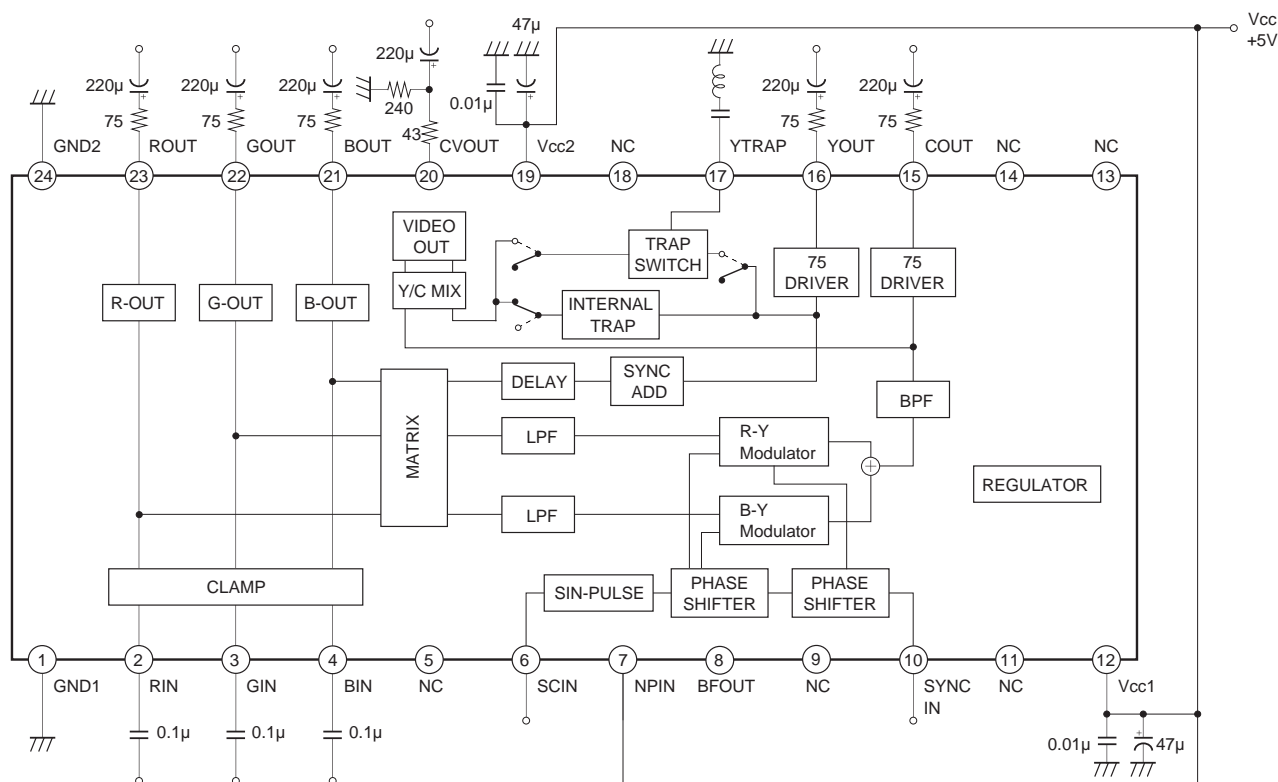 Vcc
+5V
47µ
220µ
220µ
220µ
220µ
220µ
220µ
0.01µ
240
75
75
75
43
75
75
GND2
ROUT
GOUT
BOUT
CVOUT
Vcc2
NC
YTRAP
YOUT
COUT
NC
NC
24
23
22
21
20
19
18
17
16
15
14
13
VIDEO
OUT
TRAP
SWITCH
75
DRIVER
75
DRIVER
R-OUT
G-OUT
B-OUT
Y/C MIX
INTERNAL
TRAP
MATRIX
DELAY
SYNC
ADD
BPF
LPF
R-Y
Modulator
+
REGULATOR
LPF
B-Y
Modulator
CLAMP
SIN-PULSE
PHASE
SHIFTER
PHASE
SHIFTER
1
2
3
4
5
6
7
8
9
10
11
12
GND1
RIN
GIN
BIN
NC
SCIN
NPIN
BFOUT
NC
SYNC
IN
NC
Vcc1
0.1µ
0.1µ
0.1µ
0.01µ
47µ